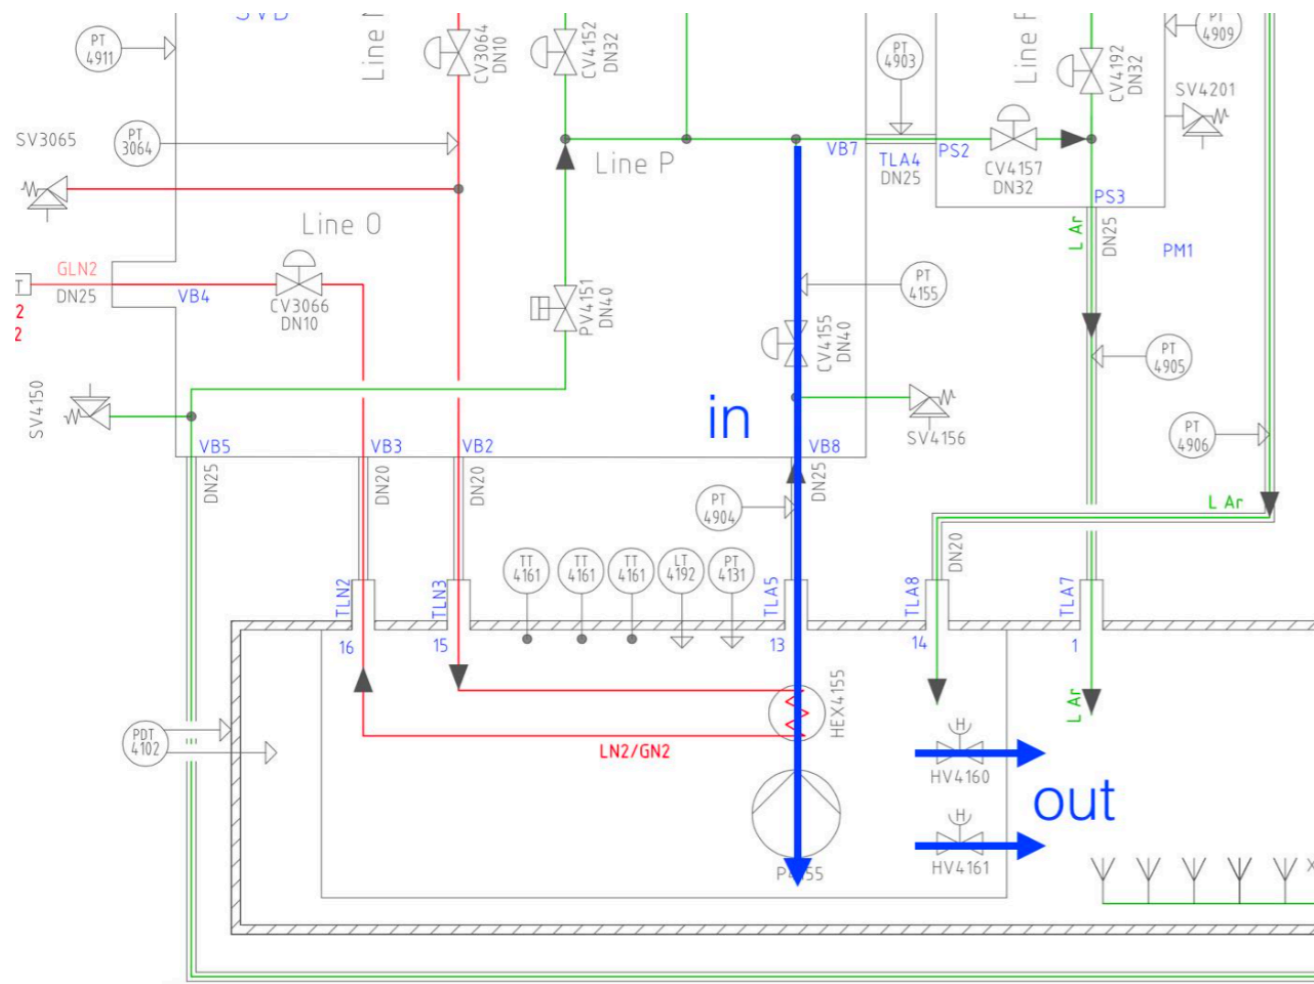 SVB
PT
4911
Line
CV3064
DN10
CV4152
DN32
PT
4903
Line
CV4192
DN32
PT
4909
SV4201
SV3065
PT
3064
Line P
VB7
TLA4
DN25
PS2
CV4157
DN32
PS3
L Ar
DN25
PM1
Line O
GLN2
DN25
VB4
CV3066
DN10
T
2
2
PV4151
DN40
PT
4155
CV4155
DN40
PT
4905
SV4150
in
SV4156
PT
4906
VB5
VB3
VB2
VB8
DN25
DN20
DN20
DN25
PT
4904
L Ar
DN20
TT
4161
TT
4161
TT
4161
LT
4192
PT
4131
TLN2
TLN3
TLA5
TLA8
TLA7
16
15
13
14
1
HEX4155
L Ar
PDT
4102
LN2/GN2
H
HV4160
out
H
HV4161